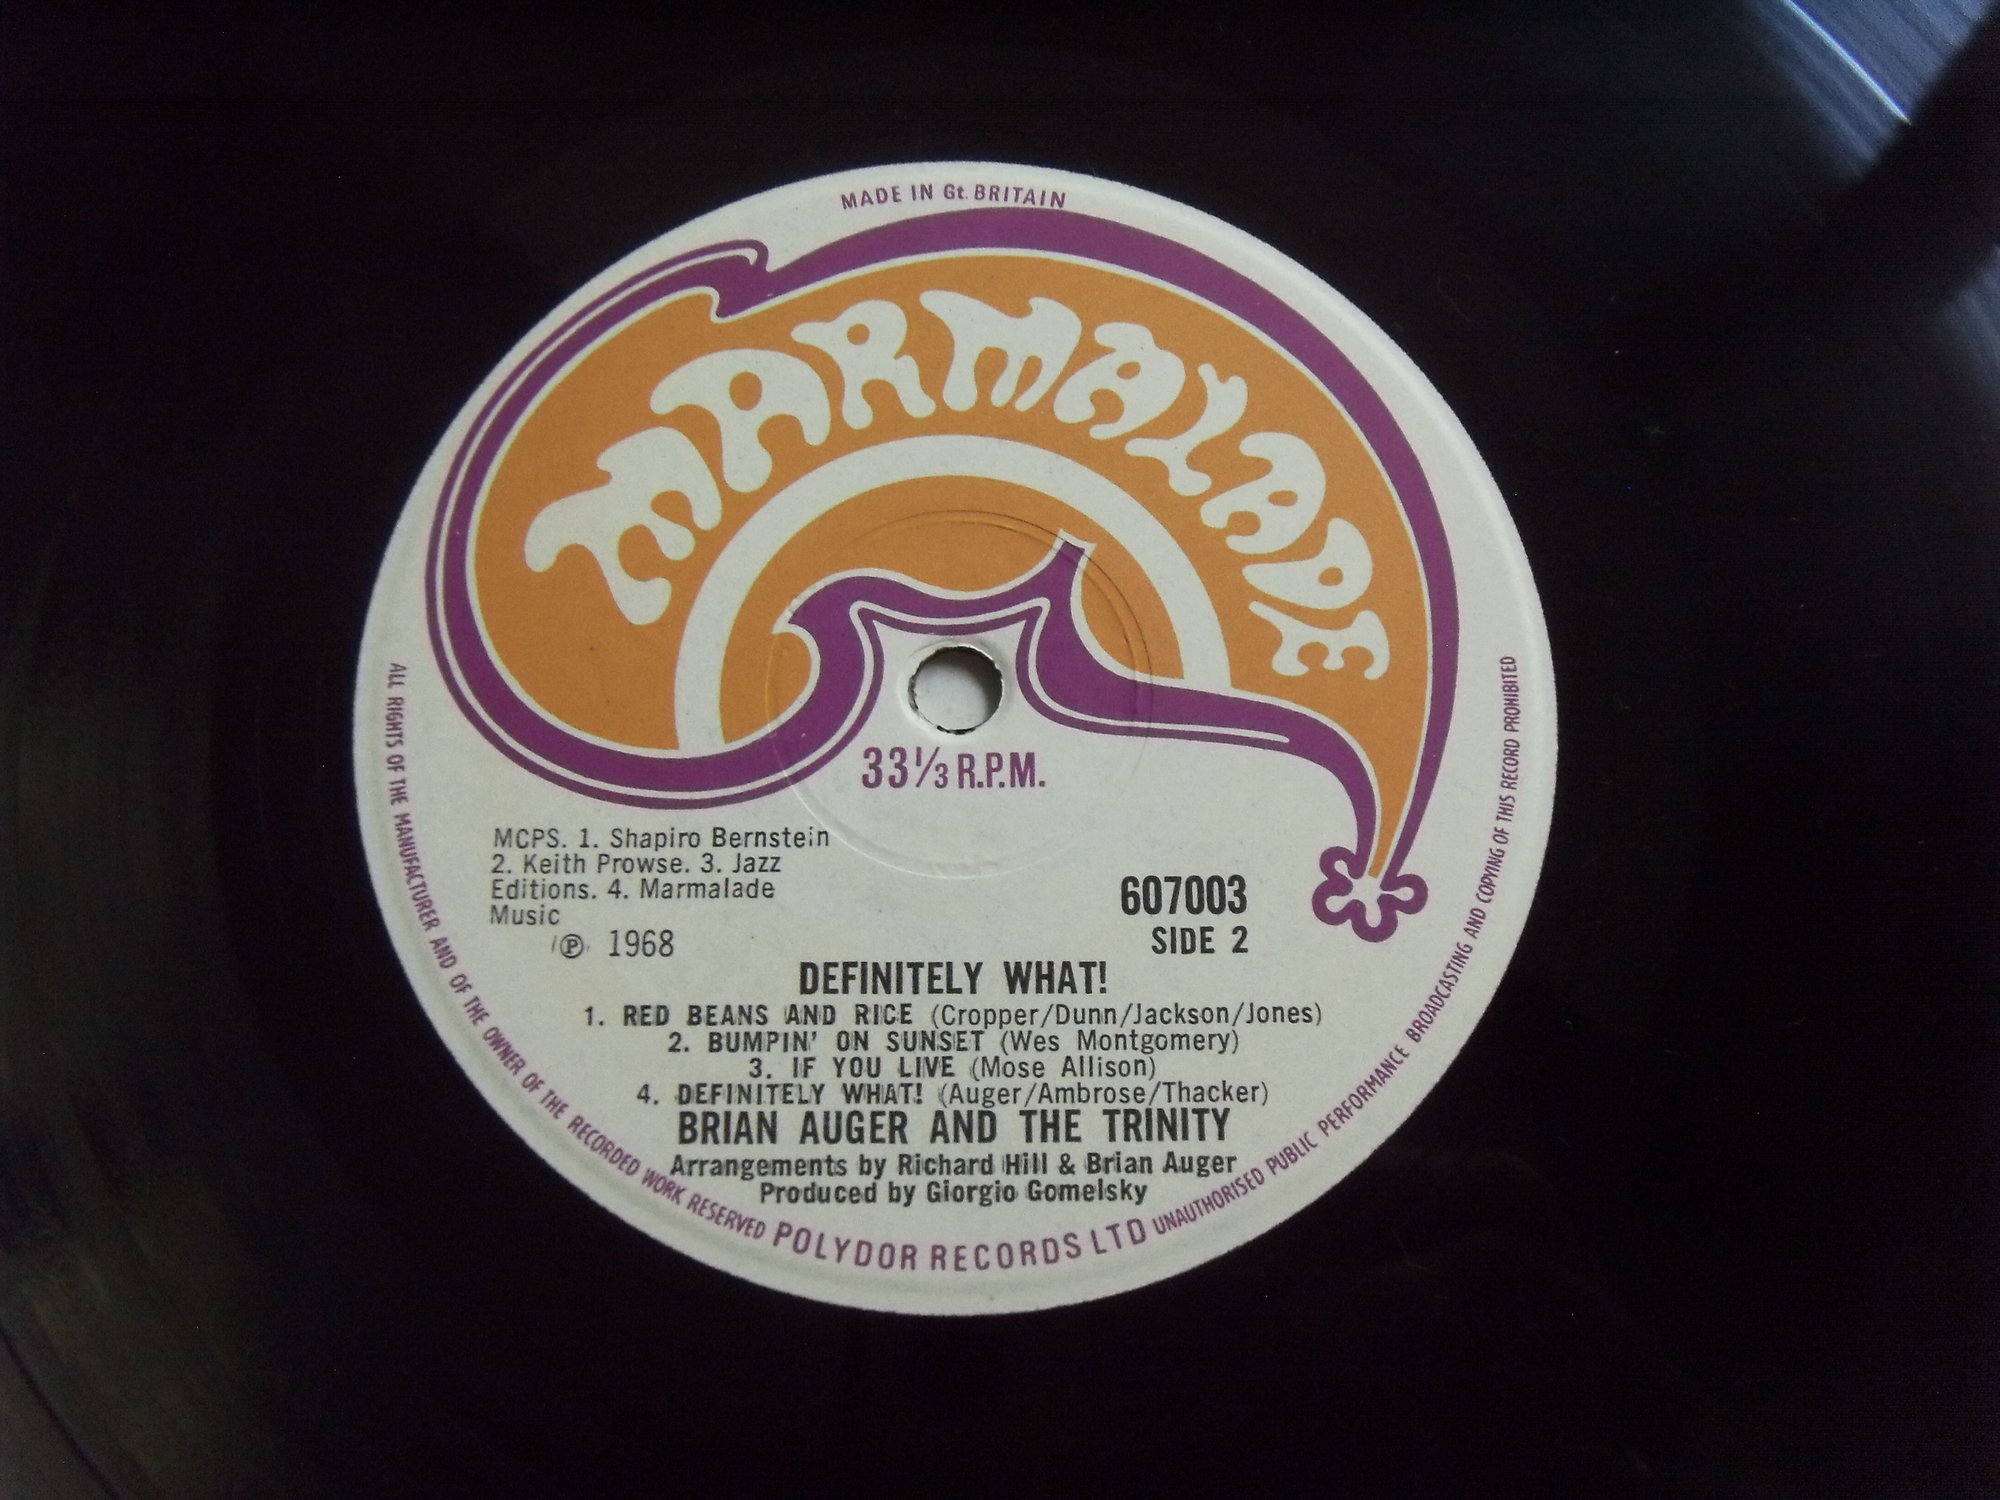 MADE IN Gt. BRITAIN
MARMALADE
33⅓ R.P.M.
MCPS. 1. Shapiro Bernstein
2. Keith Prowse. 3. Jazz
Editions. 4. Marmalade
Music
℗ 1968
607003
SIDE 2
DEFINITELY WHAT!
1. RED BEANS AND RICE (Cropper/Dunn/Jackson/Jones)
2. BUMPIN' ON SUNSET (Wes Montgomery)
3. IF YOU LIVE (Mose Allison)
4. DEFINITELY WHAT! (Auger/Ambrose/Thacker)
BRIAN AUGER AND THE TRINITY
Arrangements by Richard Hill & Brian Auger
Produced by Giorgio Gomelsky
ALL RIGHTS OF THE MANUFACTURER AND OF THE OWNER OF THE RECORDED WORK RESERVED POLYDOR RECORDS LTD UNAUTHORISED PUBLIC PERFORMANCE BROADCASTING AND COPYING OF THIS RECORD PROHIBITED